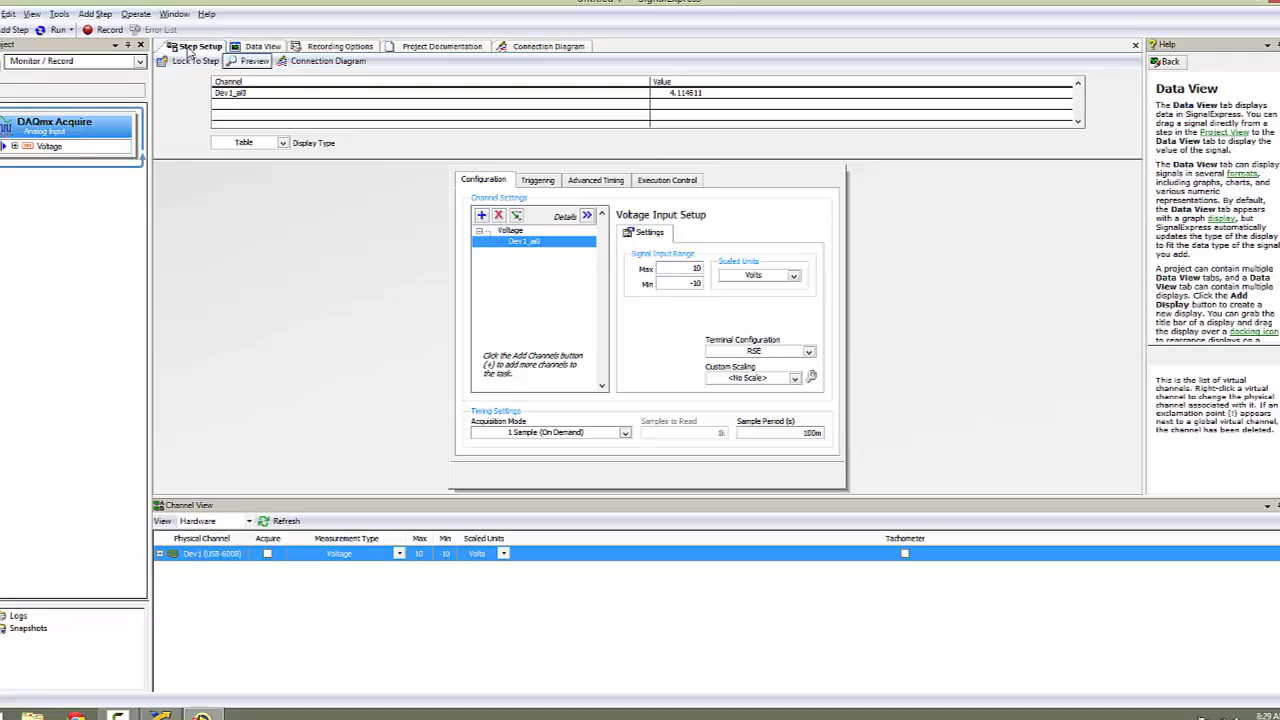 Edit View Tools Add Step Operate Window Help
Add Step Run Record Error List
Monitor / Record
DAQmx Acquire
Analog Input
Voltage
Logs
Snapshots
Step Setup Data View Recording Options Project Documentation Connection Diagram
Lock To Step Preview Connection Diagram
Channel Value
Dev1_ai0 4.114611
Table Display Type
Configuration Triggering Advanced Timing Execution Control
Channel Settings
Details
Voltage
Dev1_ai0
Click the Add Channels button
(+) to add more channels to
the task.
Voltage Input Setup
Settings
Signal Input Range
Max 10
Min -10
Scaled Units
Volts
Terminal Configuration
RSE
Custom Scaling
<No Scale>
Timing Settings
Acquisition Mode Samples to Read Sample Period (s)
1 Sample (On Demand) 1k 100m
Channel View
View Hardware Refresh
Physical Channel Acquire Measurement Type Max Min Scaled Units Tachometer
Dev1 (USB-6008) Voltage 10 -10 Volts
Help
Back
Data View
The Data View tab displays
data in SignalExpress. You can
drag a signal directly from a
step in the Project View to the
Data View tab to display the
value of the signal.
The Data View tab can display
signals in several formats,
including graphs, charts, and
various numeric
representations. By default,
the Data View tab appears
with a graph display, but
SignalExpress automatically
updates the type of the display
to fit the data type of the signal
you add.
A project can contain multiple
Data View tabs, and a Data
View tab can contain multiple
displays. Click the Add
Display button to create a
new display. You can grab the
title bar of a display and drag
the display over a docking icon
to rearrange displays on a
This is the list of virtual
channels. Right-click a virtual
channel to change the physical
channel associated with it. If an
exclamation point (!) appears
next to a global virtual channel,
the channel has been deleted.